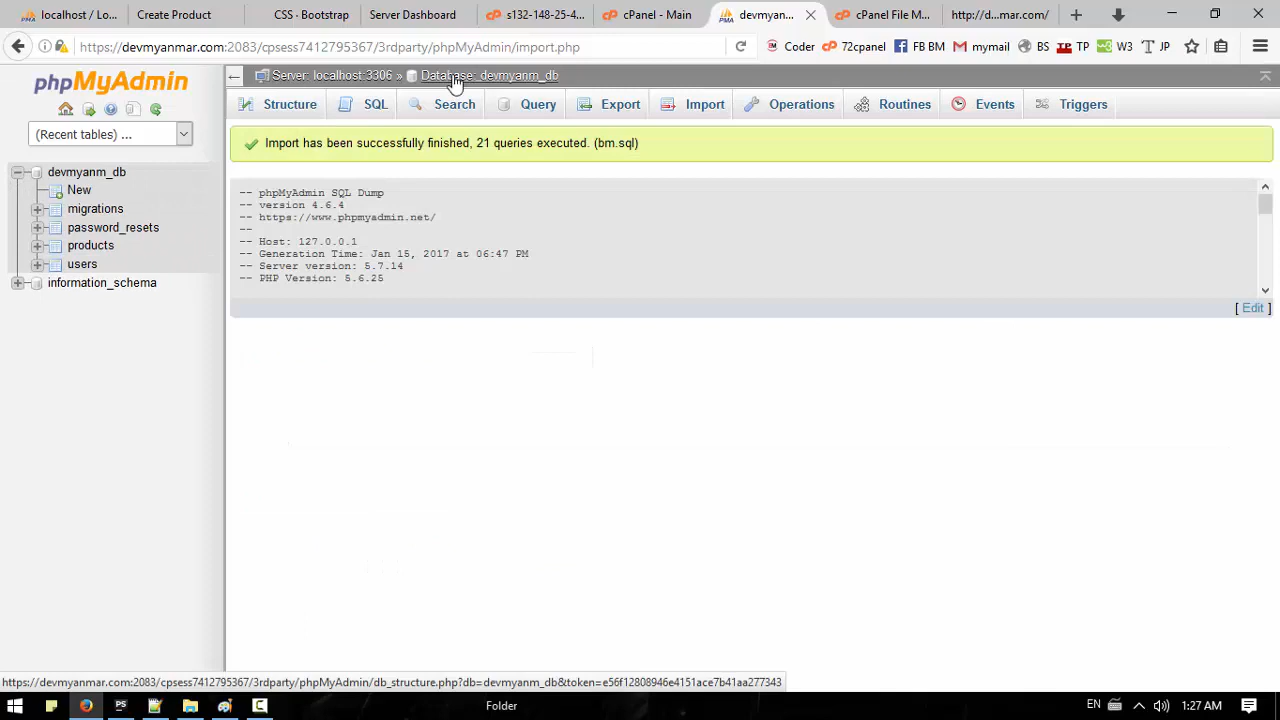 localhost / Lo...
Create Product
CSS · Bootstrap
Server Dashboard
s132-148-25-4...
cPanel - Main
devmyanm...
cPanel File M...
http://d...mar.com/
https://devmyanmar.com:2083/cpsess7412795367/3rdparty/phpMyAdmin/import.php
Coder
72cpanel
FB BM
mymail
BS
TP
W3
JP
phpMyAdmin
Server: localhost:3306 » Database: devmyanm_db
Structure
SQL
Search
Query
Export
Import
Operations
Routines
Events
Triggers
(Recent tables) ...
Import has been successfully finished, 21 queries executed. (bm.sql)
devmyanm_db
New
migrations
password_resets
products
users
information_schema
-- phpMyAdmin SQL Dump
-- version 4.6.4
-- https://www.phpmyadmin.net/
--
-- Host: 127.0.0.1
-- Generation Time: Jan 15, 2017 at 06:47 PM
-- Server version: 5.7.14
-- PHP Version: 5.6.25
[ Edit ]
https://devmyanmar.com:2083/cpsess7412795367/3rdparty/phpMyAdmin/db_structure.php?db=devmyanm_db&token=e56f12808946e4151ace7b41aa277343
Folder
EN
1:27 AM